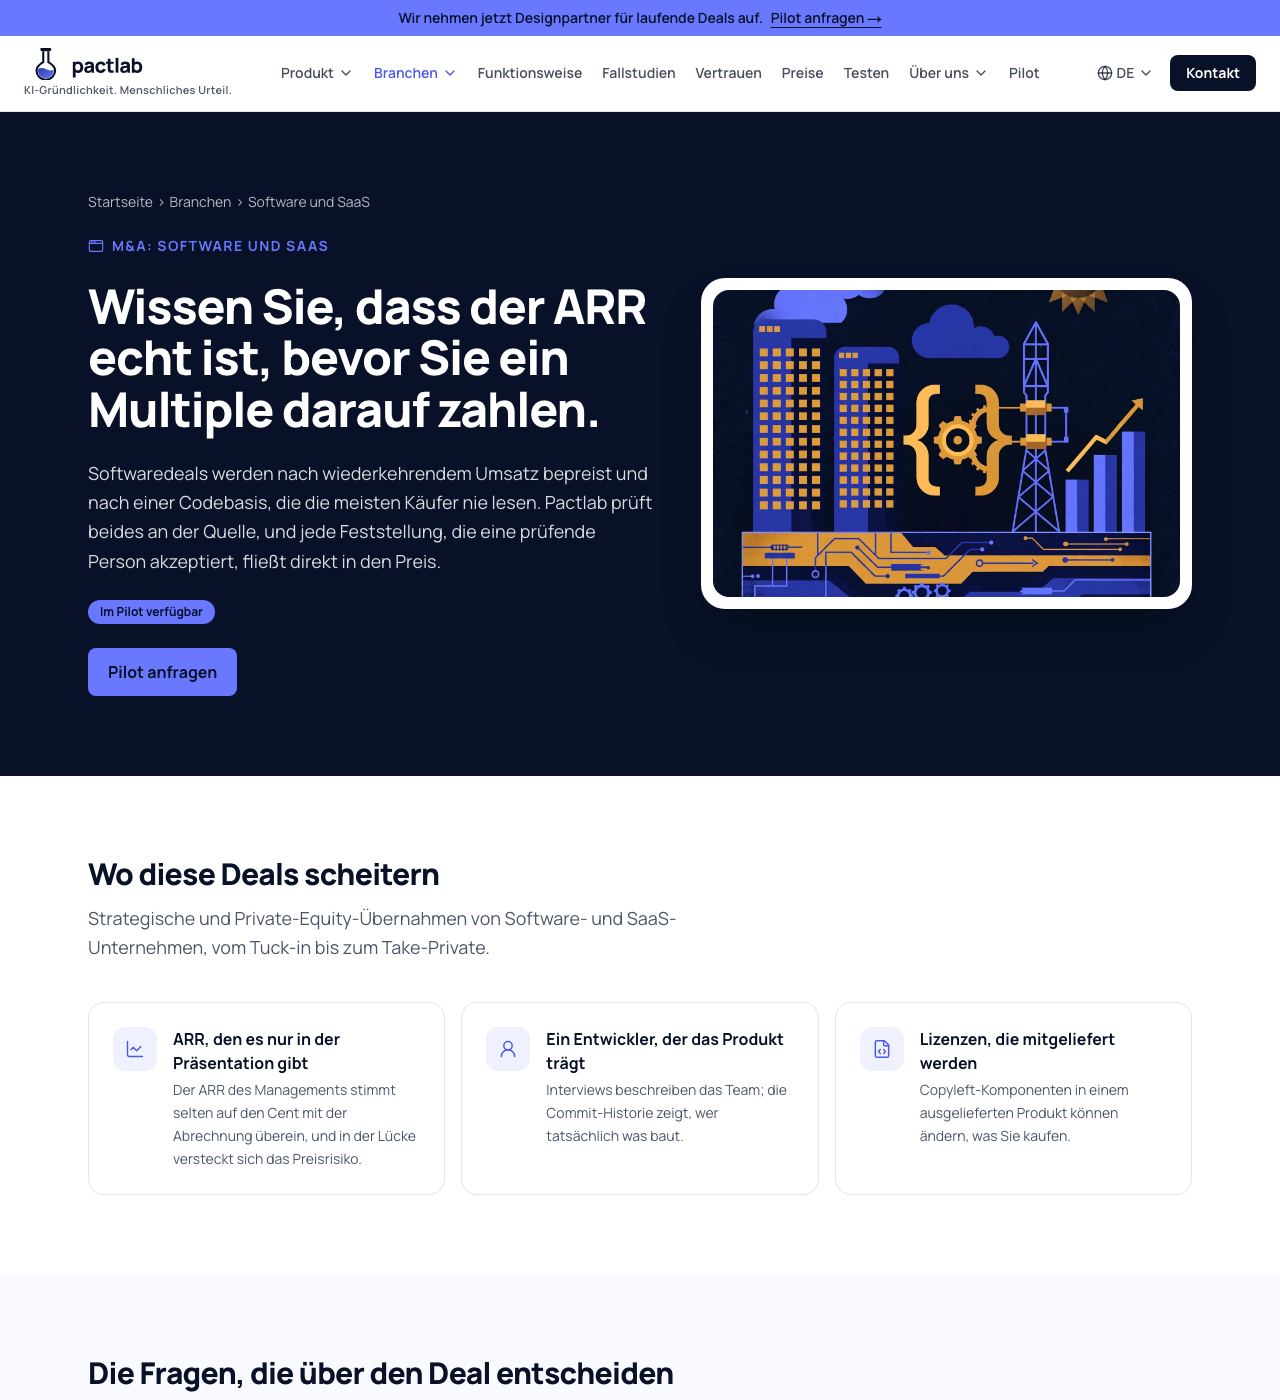 Wir nehmen jetzt Designpartner für laufende Deals auf. Pilot anfragen →
pactlab
KI-Gründlichkeit. Menschliches Urteil.
Produkt Branchen Funktionsweise Fallstudien Vertrauen Preise Testen Über uns Pilot DE Kontakt
Startseite > Branchen > Software und SaaS
M&A: SOFTWARE UND SAAS
Wissen Sie, dass der ARR
echt ist, bevor Sie ein
Multiple darauf zahlen.
Softwaredeals werden nach wiederkehrendem Umsatz bepreist und
nach einer Codebasis, die die meisten Käufer nie lesen. Pactlab prüft
beides an der Quelle, und jede Feststellung, die eine prüfende
Person akzeptiert, fließt direkt in den Preis.
Im Pilot verfügbar
Pilot anfragen
Wo diese Deals scheitern
Strategische und Private-Equity-Übernahmen von Software- und SaaS-
Unternehmen, vom Tuck-in bis zum Take-Private.
ARR, den es nur in der
Präsentation gibt
Der ARR des Managements stimmt
selten auf den Cent mit der
Abrechnung überein, und in der Lücke
versteckt sich das Preisrisiko.
Ein Entwickler, der das Produkt
trägt
Interviews beschreiben das Team; die
Commit-Historie zeigt, wer
tatsächlich was baut.
Lizenzen, die mitgeliefert
werden
Copyleft-Komponenten in einem
ausgelieferten Produkt können
ändern, was Sie kaufen.
Die Fragen, die über den Deal entscheiden